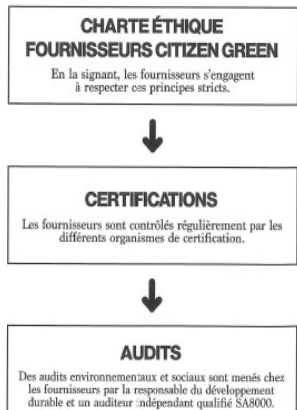 CHARTE ÉTHIQUE
FOURNISSEURS CITIZEN GREEN
En la signant, les fournisseurs s'engagent
à respecter ces principes stricts.
CERTIFICATIONS
Les fournisseurs sont contrôlés régulièrement par les
différents organismes de certification.
AUDITS
Des audits environnementaux et sociaux sont menés chez
les fournisseurs par la responsable du développement
durable et un auditeur indépendant qualifié SA8000.